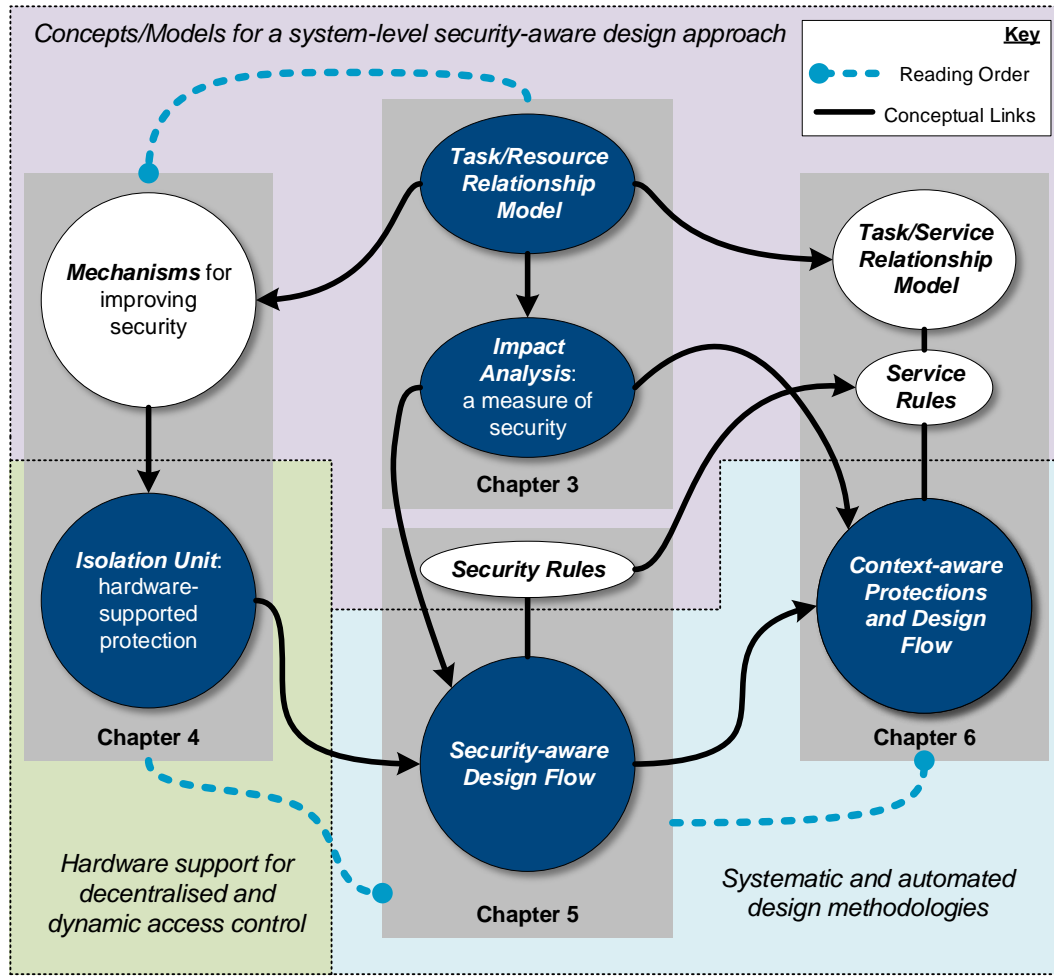 Concepts/Models for a system-level security-aware design approach
Key
Reading Order
Conceptual Links
Task/Resource
Relationship
Model
Mechanisms for
improving
security
Task/Service
Relationship
Model
Impact
Analysis:
a measure of
security
Service
Rules
Chapter 3
Isolation Unit:
hardware-
supported
protection
Security Rules
Context-aware
Protections
and Design
Flow
Chapter 4
Security-aware
Design Flow
Chapter 6
Hardware support for
decentralised and
dynamic access control
Chapter 5
Systematic and automated
design methodologies